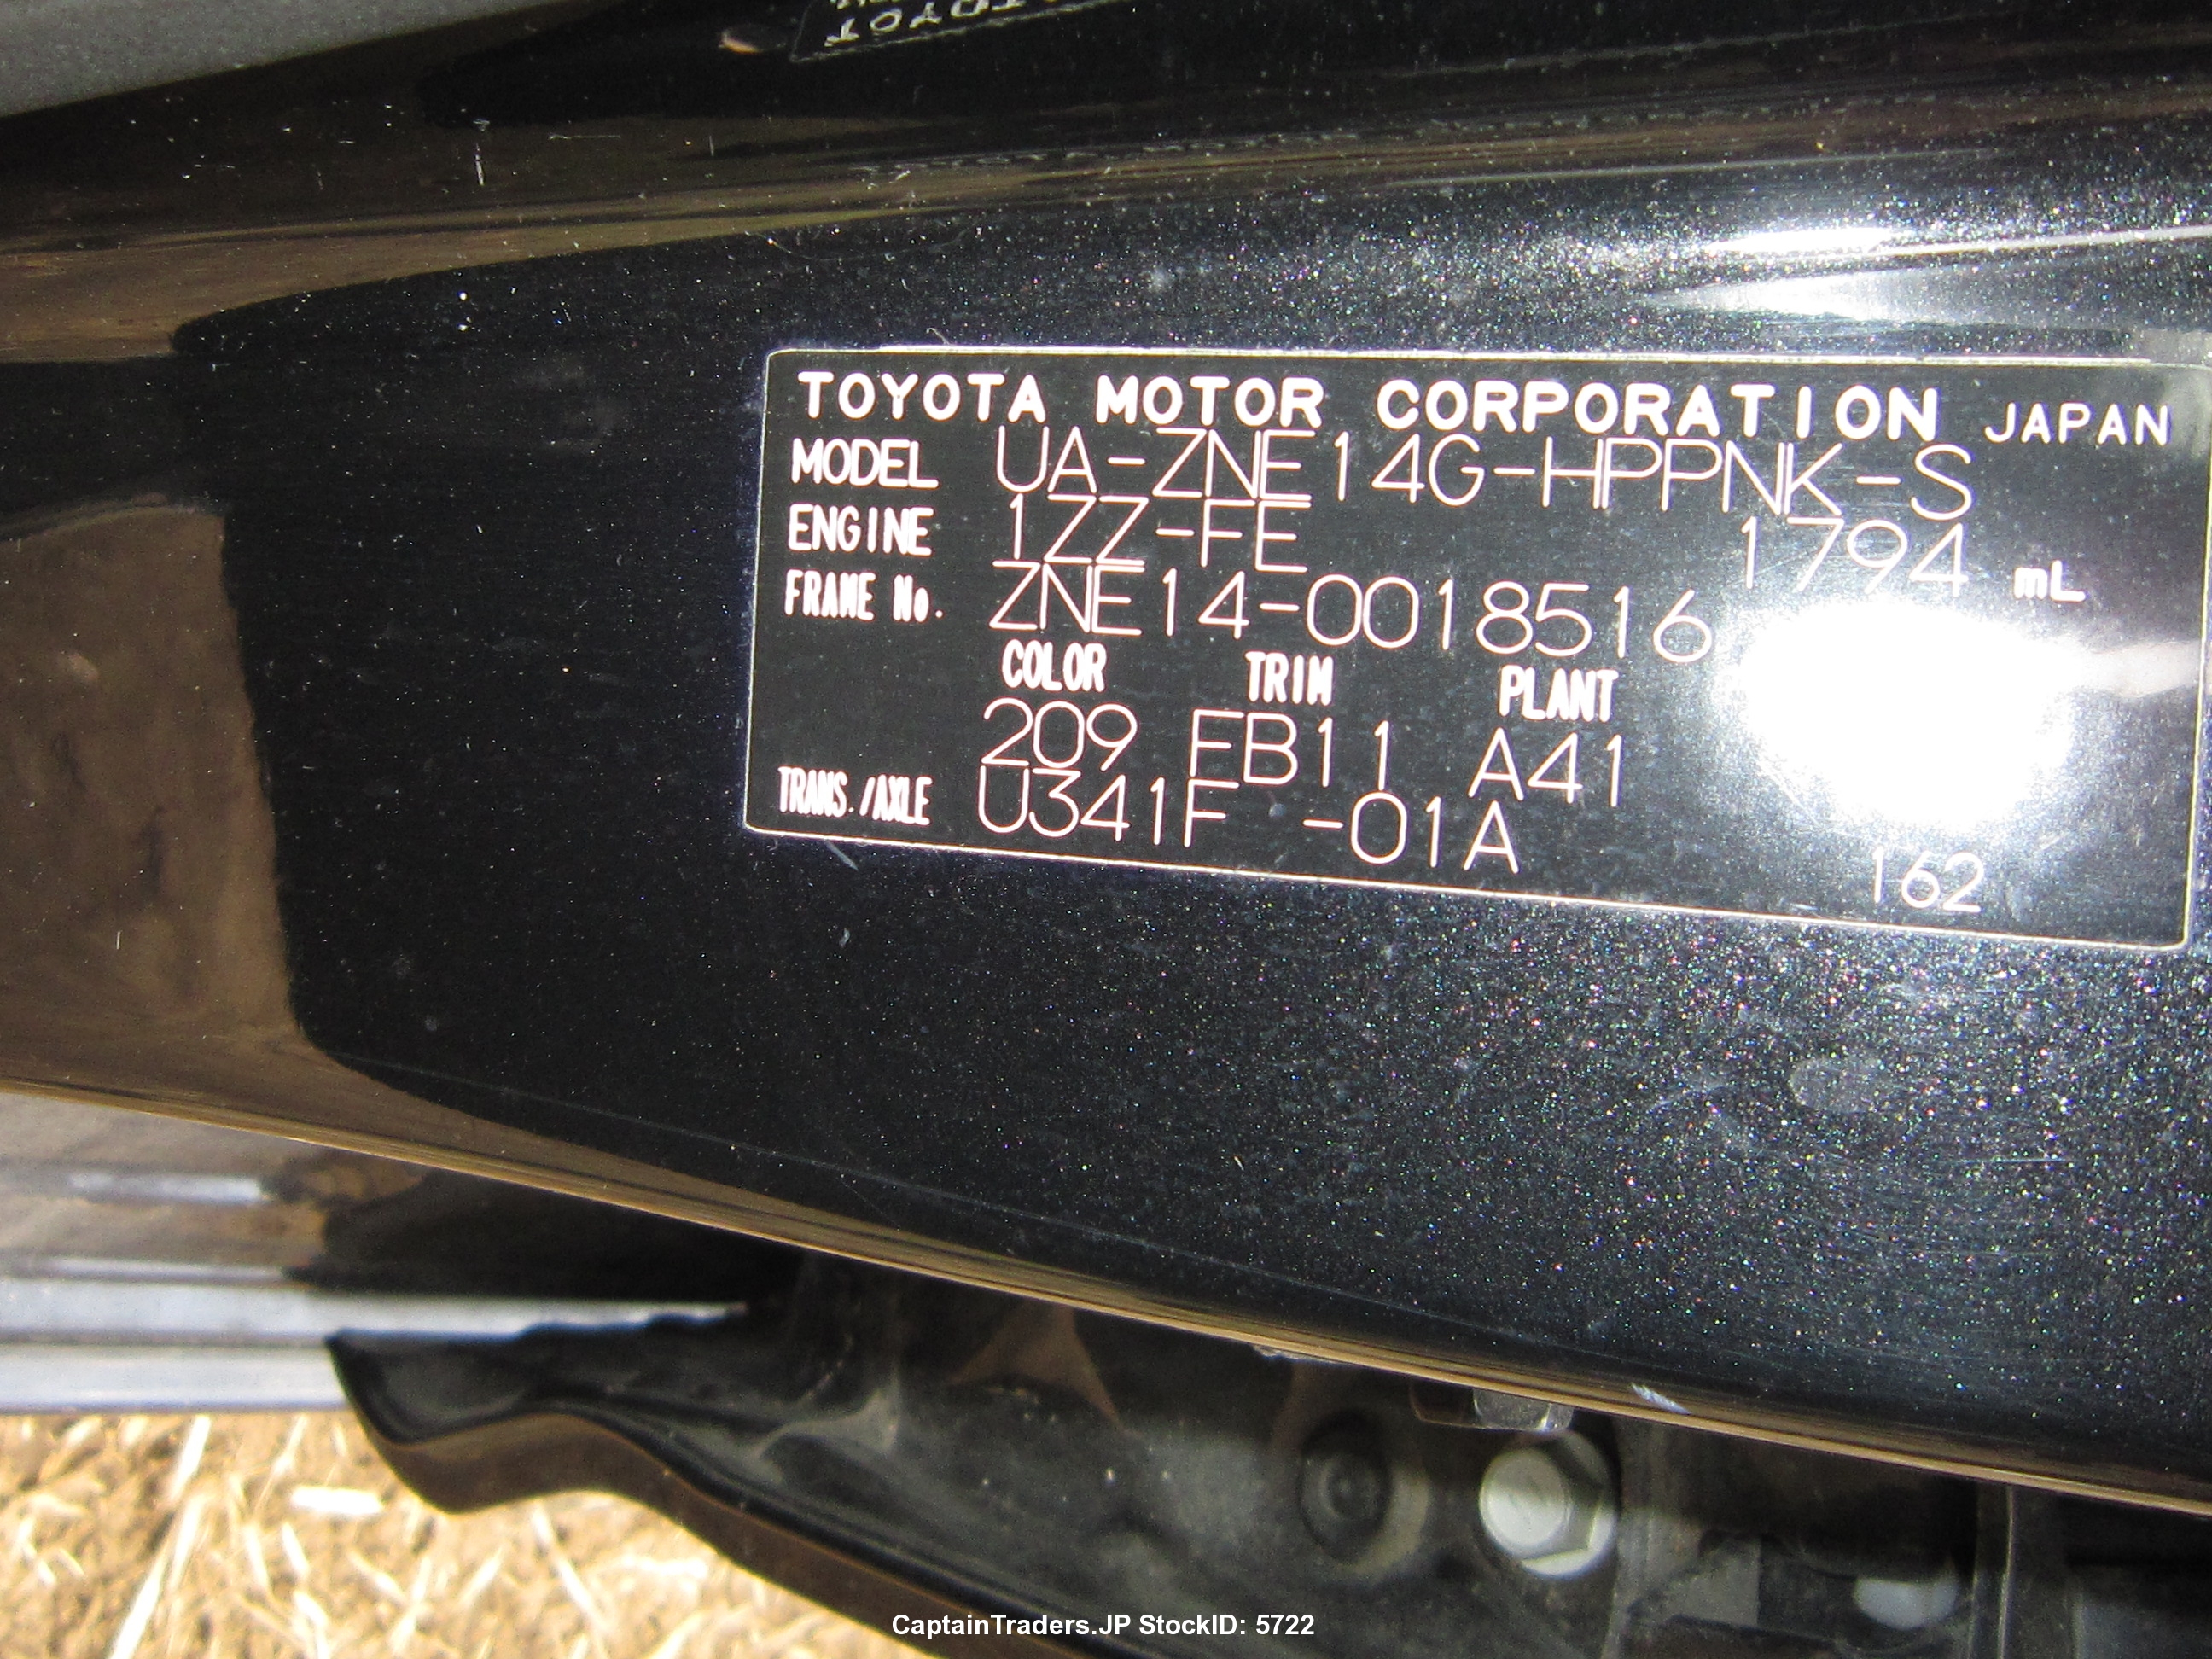 TOYOTA MOTOR CORPORATION JAPAN
MODEL UA-ZNE14G-HPPNK-S
ENGINE 1ZZ-FE 1794 mL
FRAME No. ZNE14-0018516
COLOR TRIM PLANT
209 FB11 A41
TRANS./AXLE U341F -01A
162
CaptainTraders.JP StockID: 5722